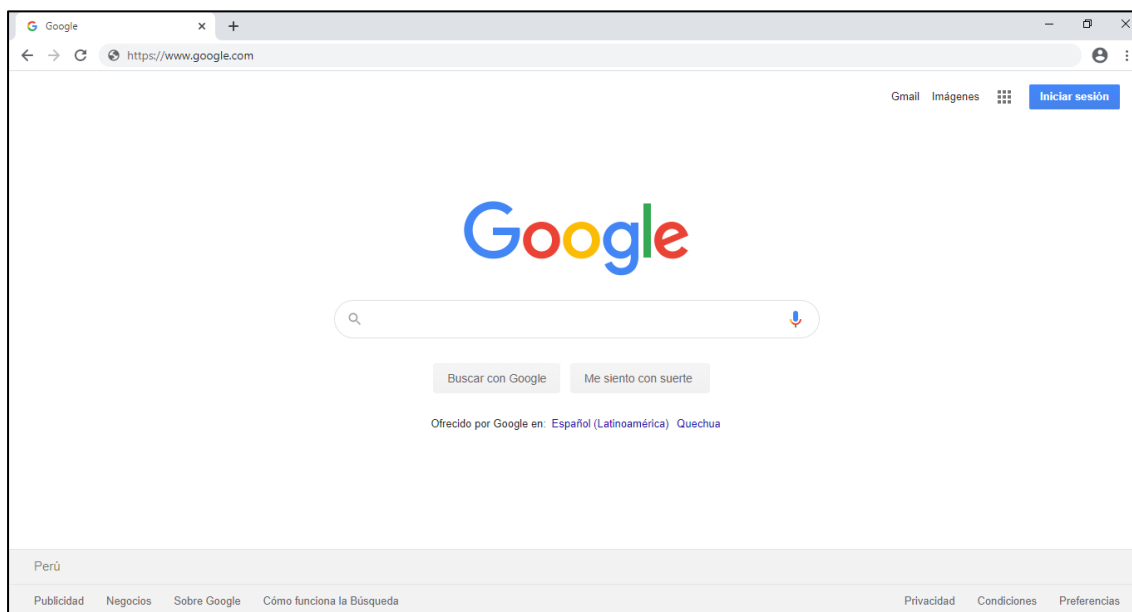 Google
https://www.google.com
Gmail Imágenes Iniciar sesión
Google
Buscar con Google Me siento con suerte
Ofrecido por Google en: Español (Latinoamérica) Quechua
Perú
Publicidad Negocios Sobre Google Cómo funciona la Búsqueda Privacidad Condiciones Preferencias